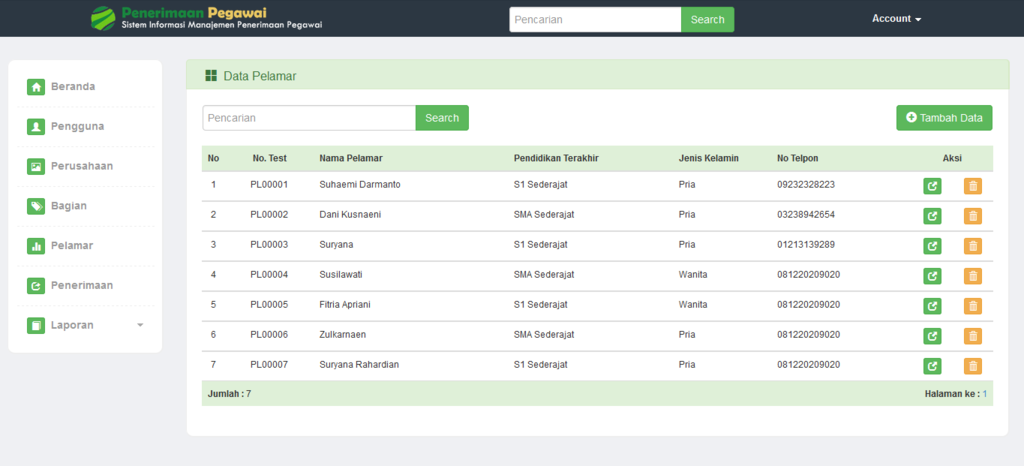 Penerimaan Pegawai
Sistem Informasi Manajemen Penerimaan Pegawai
Pencarian Search
Account
Beranda
Pengguna
Perusahaan
Bagian
Pelamar
Penerimaan
Laporan
Data Pelamar
Pencarian Search
Tambah Data
No No. Test Nama Pelamar Pendidikan Terakhir Jenis Kelamin No Telpon Aksi
1 PL00001 Suhaemi Darmanto S1 Sederajat Pria 09232328223
2 PL00002 Dani Kusnaeni SMA Sederajat Pria 03238942654
3 PL00003 Suryana S1 Sederajat Pria 01213139289
4 PL00004 Susilawati SMA Sederajat Wanita 081220209020
5 PL00005 Fitria Apriani S1 Sederajat Wanita 081220209020
6 PL00006 Zulkarnaen SMA Sederajat Pria 081220209020
7 PL00007 Suryana Rahardian S1 Sederajat Pria 081220209020
Jumlah : 7 Halaman ke : 1